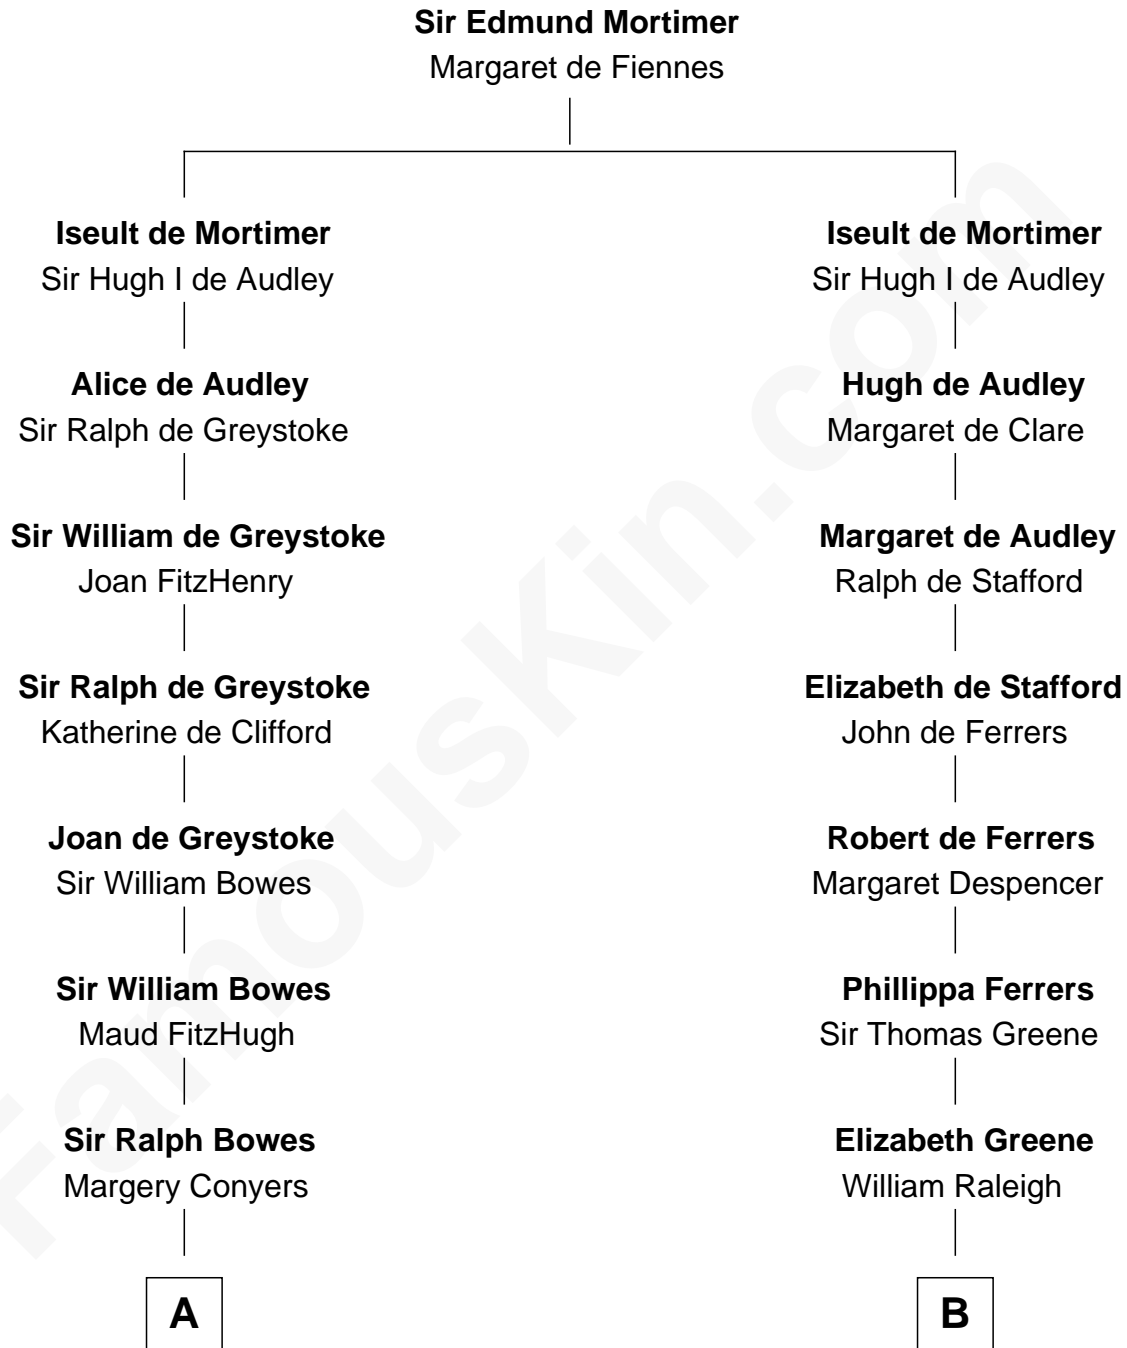 Sir Edmund Mortimer
Margaret de Fiennes
Iseult de Mortimer
Sir Hugh I de Audley
Alice de Audley
Sir Ralph de Greystoke
Sir William de Greystoke
Joan FitzHenry
Sir Ralph de Greystoke
Katherine de Clifford
Joan de Greystoke
Sir William Bowes
Sir William Bowes
Maud FitzHugh
Sir Ralph Bowes
Margery Conyers
A
Iseult de Mortimer
Sir Hugh I de Audley
Hugh de Audley
Margaret de Clare
Margaret de Audley
Ralph de Stafford
Elizabeth de Stafford
John de Ferrers
Robert de Ferrers
Margaret Despencer
Phillippa Ferrers
Sir Thomas Greene
Elizabeth Greene
William Raleigh
B
FamousKin.com